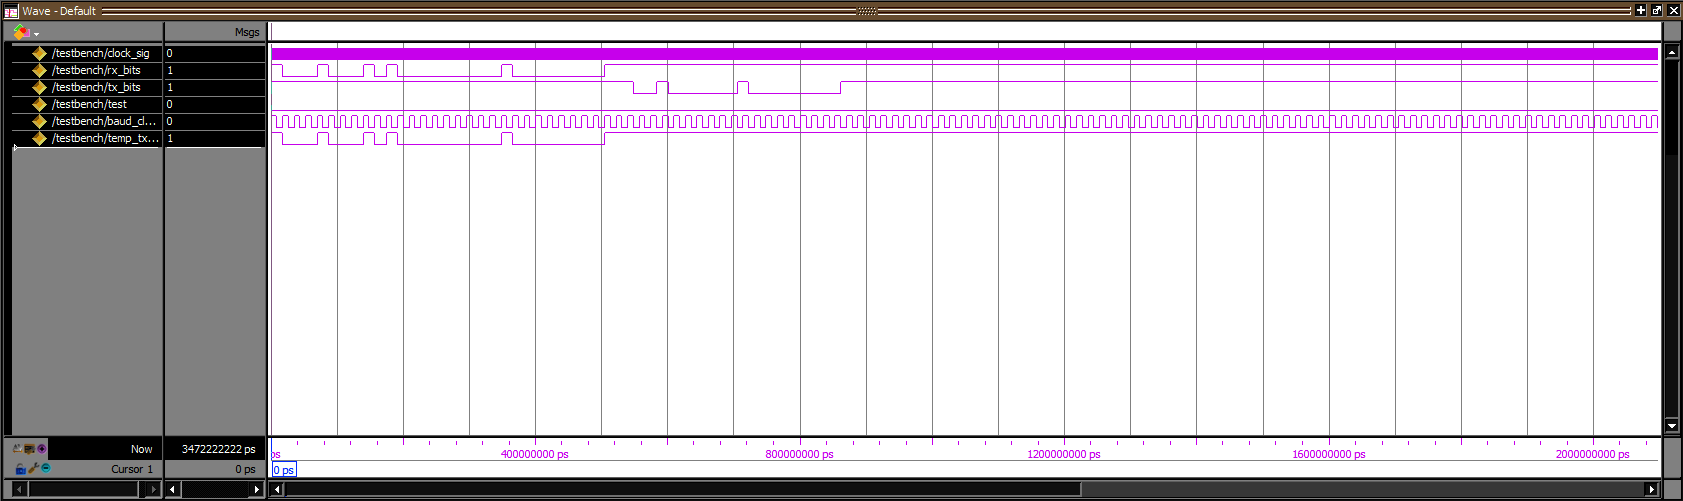 Wave - Default
Msgs
/testbench/clock_sig 0
/testbench/rx_bits 1
/testbench/tx_bits 1
/testbench/test 0
/testbench/baud_cl... 0
/testbench/temp_tx... 1
Now 3472222222 ps
ps 400000000 ps 800000000 ps 1200000000 ps 1600000000 ps 2000000000 ps
Cursor 1 0 ps
0 ps